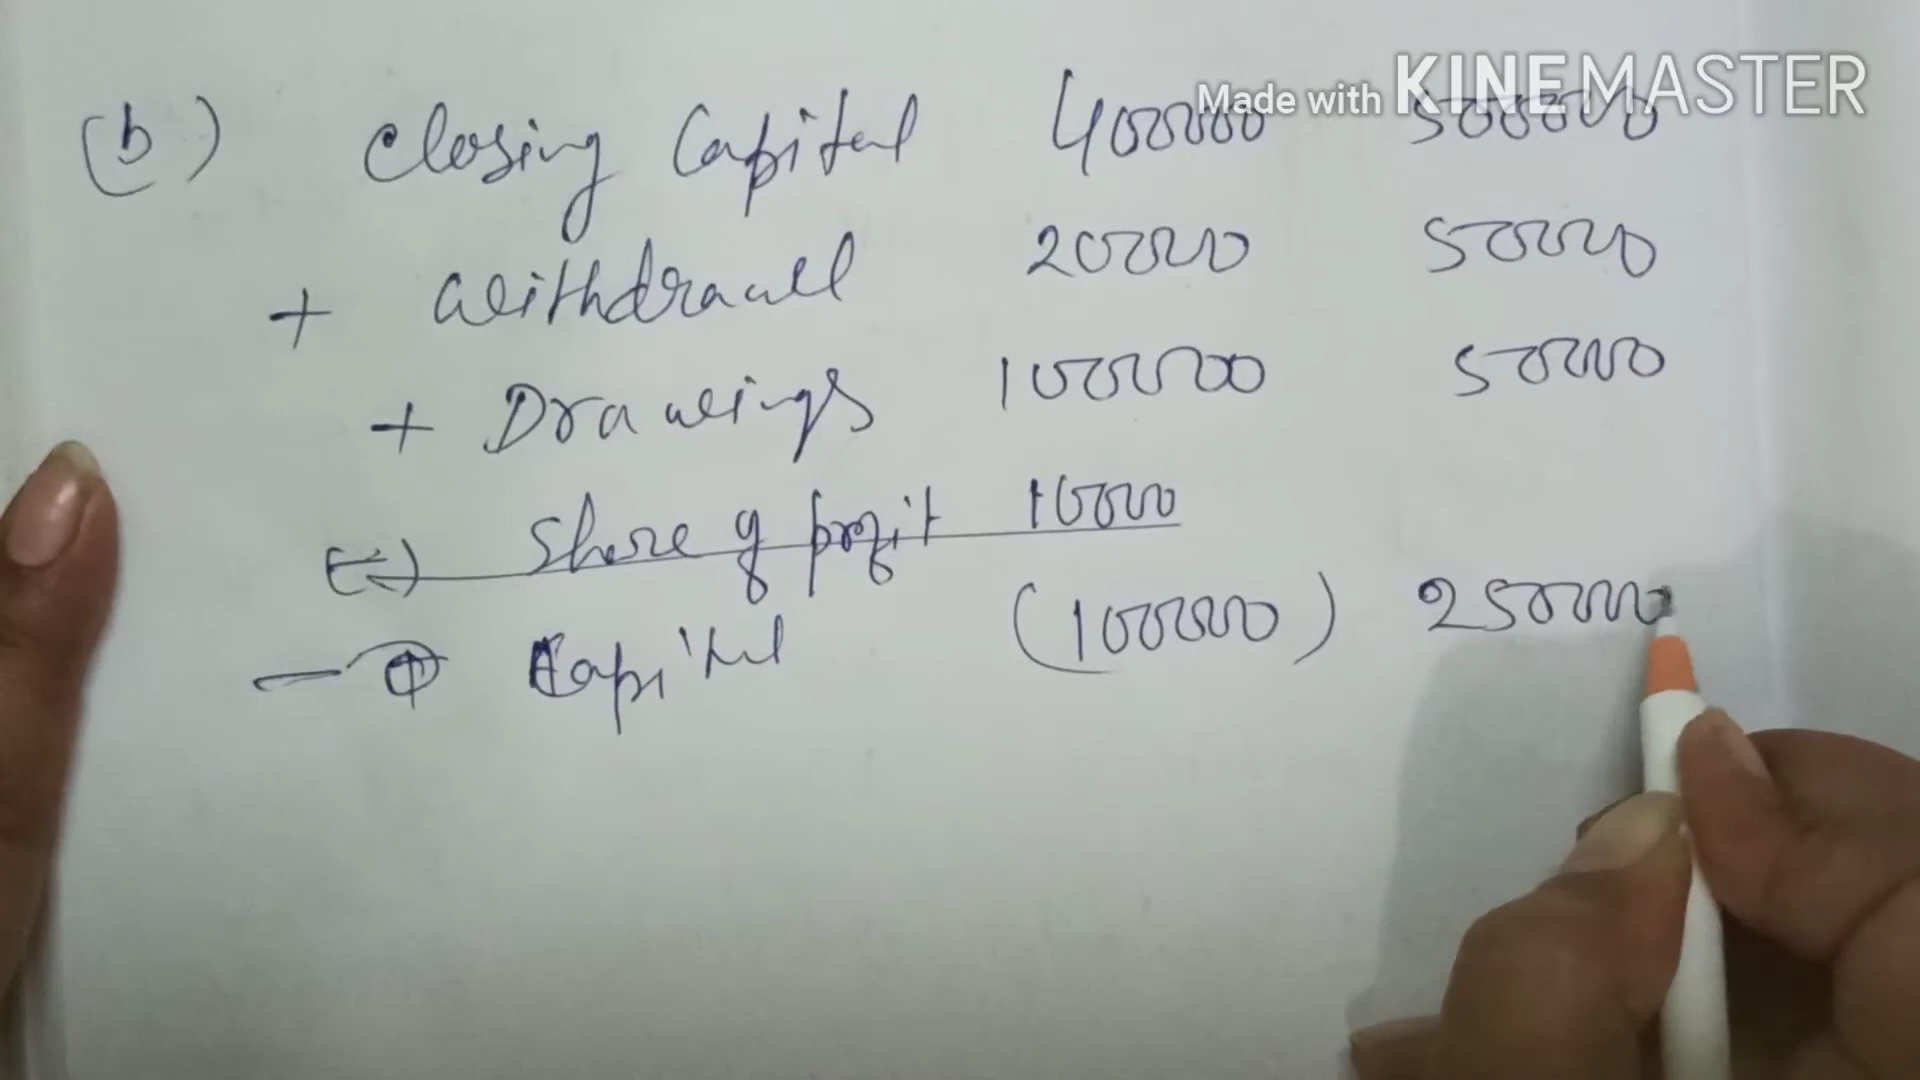 Made with KINEMASTER
(b) Closing Capital 400000 500000
+ Withdrawl 20000 50000
+ Drawings 100000 50000
(-) Share of profit 10000
- Capital (100000) 250000